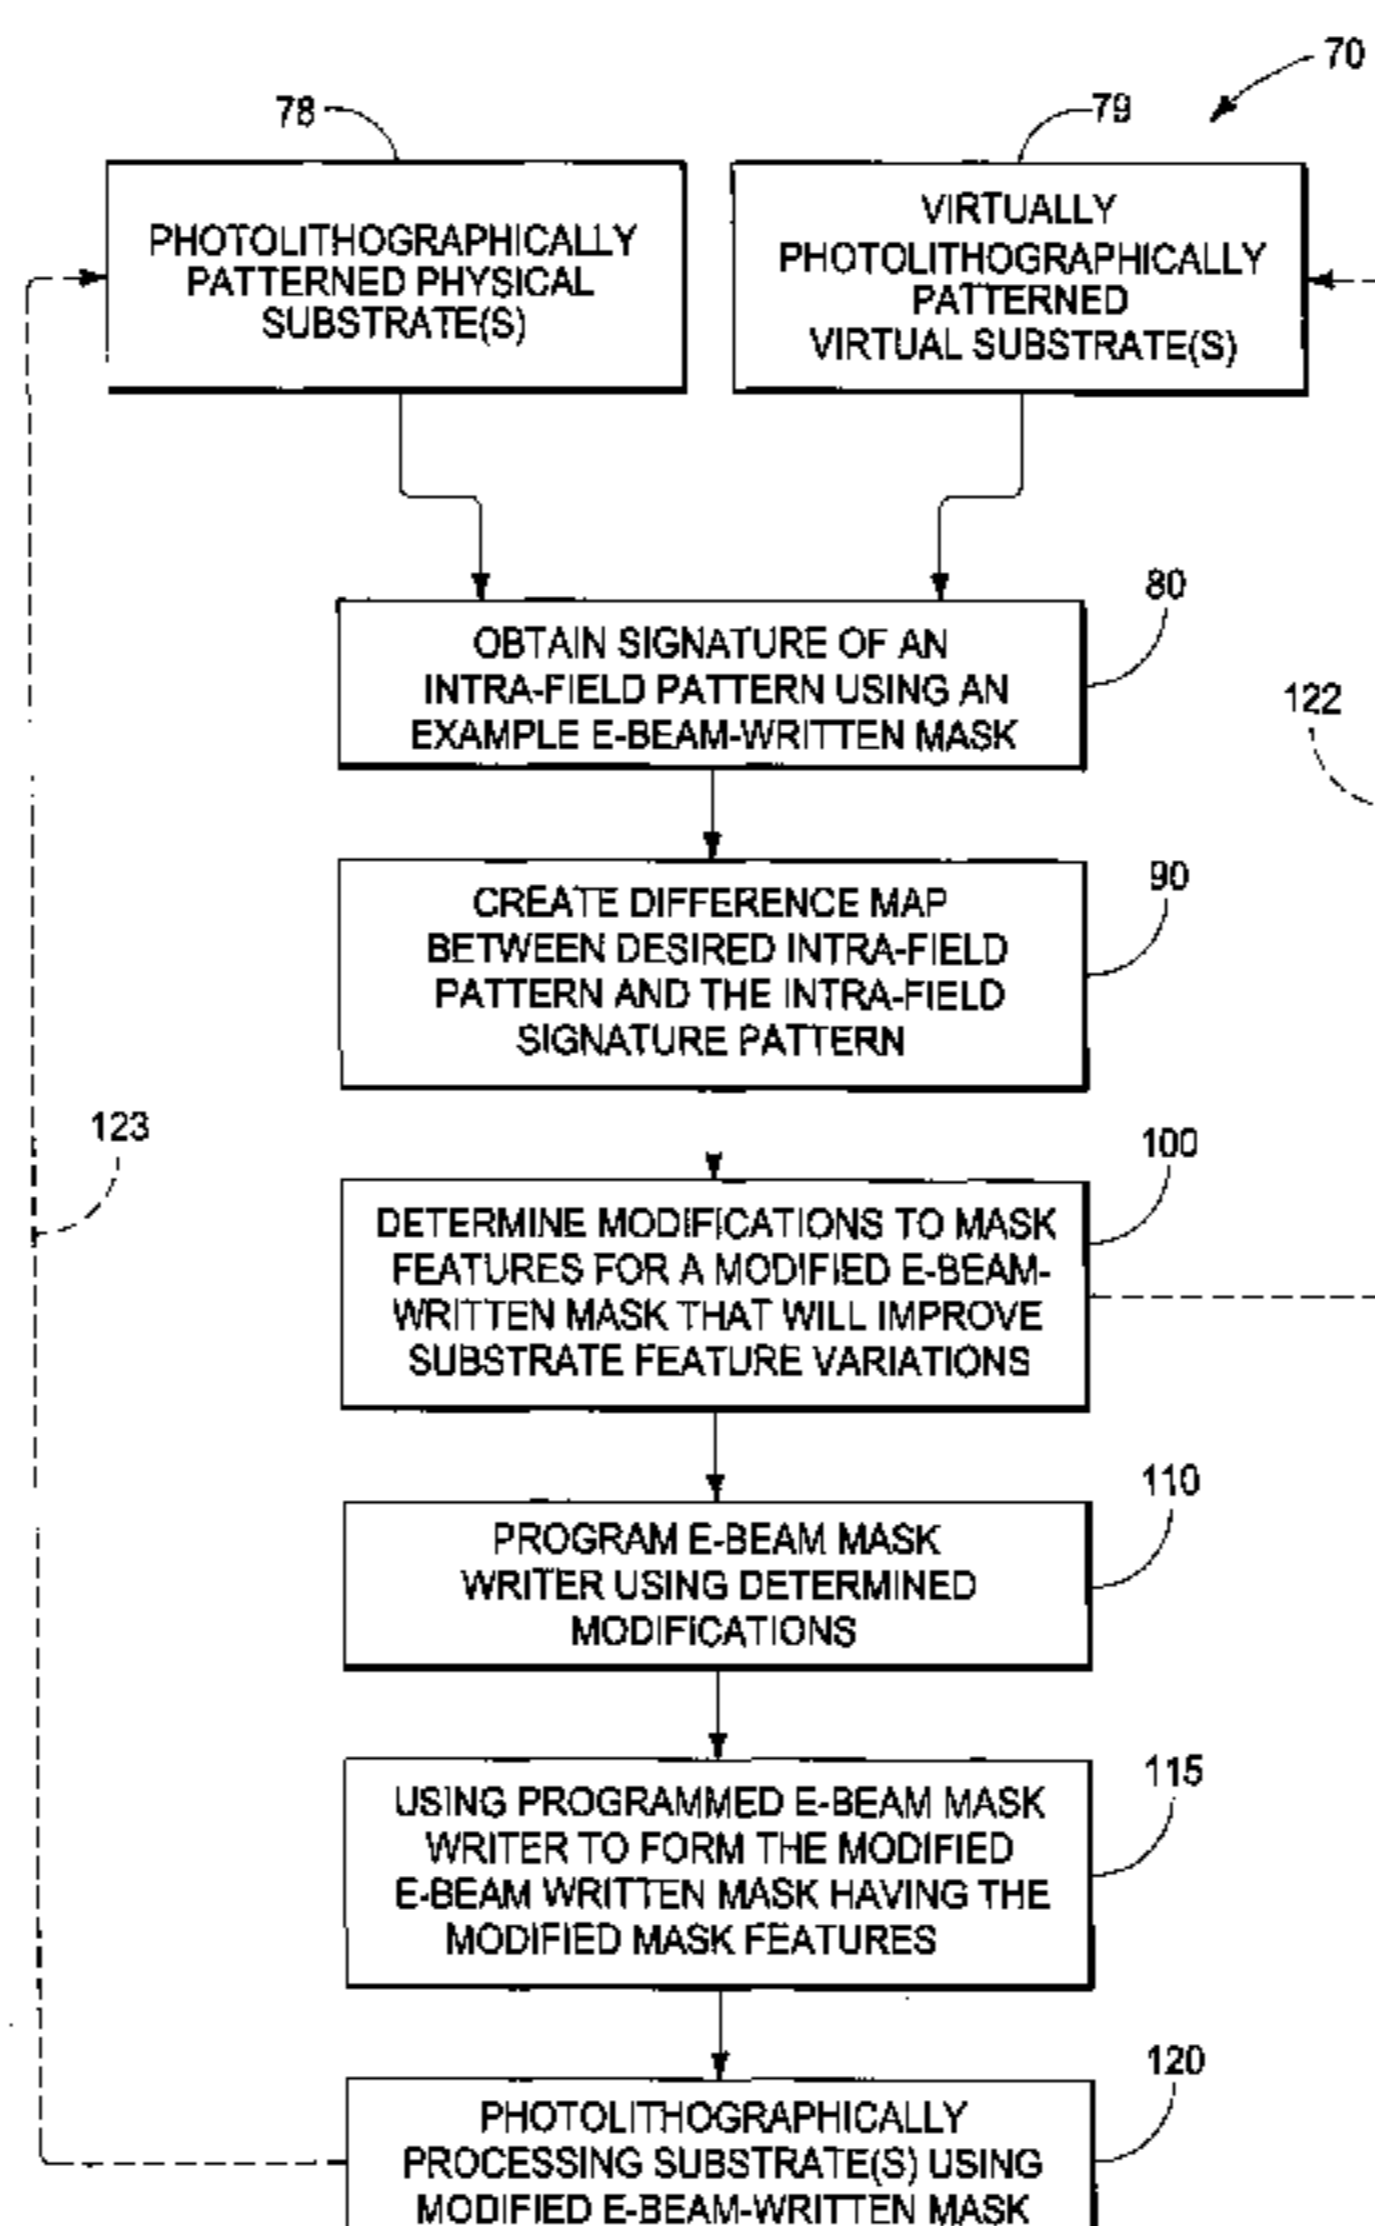 70
78
79
PHOTOLITHOGRAPHICALLY
PATTERNED PHYSICAL
SUBSTRATE(S)
VIRTUALLY
PHOTOLITHOGRAPHICALLY
PATTERNED
VIRTUAL SUBSTRATE(S)
80
OBTAIN SIGNATURE OF AN
INTRA-FIELD PATTERN USING AN
EXAMPLE E-BEAM-WRITTEN MASK
122
90
CREATE DIFFERENCE MAP
BETWEEN DESIRED INTRA-FIELD
PATTERN AND THE INTRA-FIELD
SIGNATURE PATTERN
123
100
DETERMINE MODIFICATIONS TO MASK
FEATURES FOR A MODIFIED E-BEAM-
WRITTEN MASK THAT WILL IMPROVE
SUBSTRATE FEATURE VARIATIONS
110
PROGRAM E-BEAM MASK
WRITER USING DETERMINED
MODIFICATIONS
115
USING PROGRAMMED E-BEAM MASK
WRITER TO FORM THE MODIFIED
E-BEAM WRITTEN MASK HAVING THE
MODIFIED MASK FEATURES
120
PHOTOLITHOGRAPHICALLY
PROCESSING SUBSTRATE(S) USING
MODIFIED E-BEAM-WRITTEN MASK